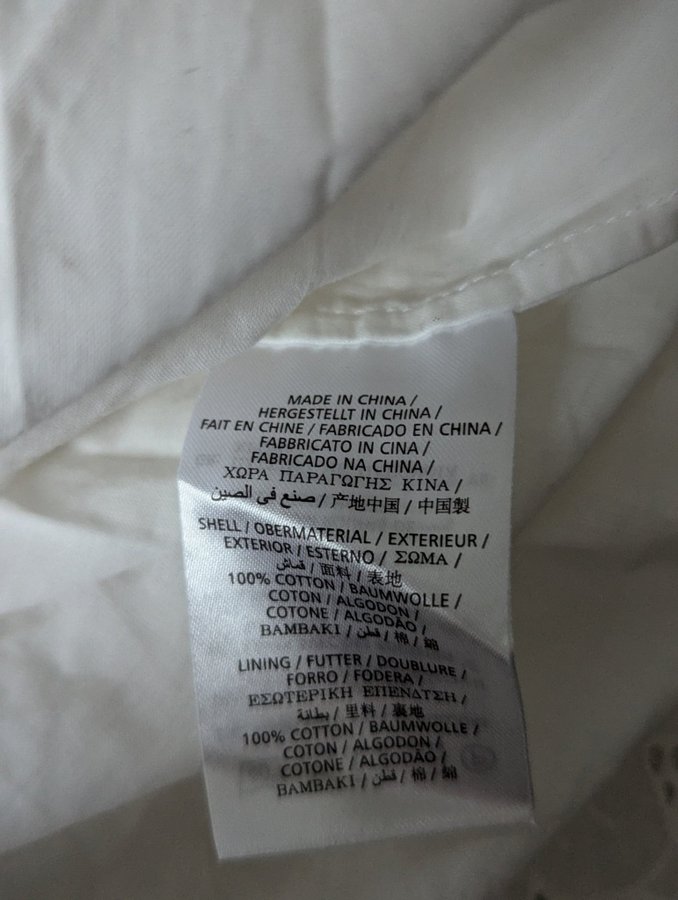 MADE IN CHINA /
HERGESTELLT IN CHINA /
FAIT EN CHINE / FABRICADO EN CHINA /
FABBRICATO IN CINA /
FABRICADO NA CHINA /
ΧΩΡΑ ΠΑΡΑΓΩΓΗΣ ΚΙΝΑ /
صنع في الصين / 产地中国 / 中国製
SHELL / OBERMATERIAL / EXTERIEUR /
EXTERIOR / ESTERNO / ΣΩΜΑ /
قماش / 面料 / 表地
100% COTTON / BAUMWOLLE /
COTON / ALGODON /
COTONE / ALGODÃO /
ΒΑΜΒΑΚΙ / قطن / 棉 / 綿
LINING / FUTTER / DOUBLURE /
FORRO / FODERA /
ΕΣΩΤΕΡΙΚΗ ΕΠΕΝΔΥΣΗ /
بطانة / 里料 / 裏地
100% COTTON / BAUMWOLLE /
COTON / ALGODON /
COTONE / ALGODÃO /
ΒΑΜΒΑΚΙ / قطن / 棉 / 綿